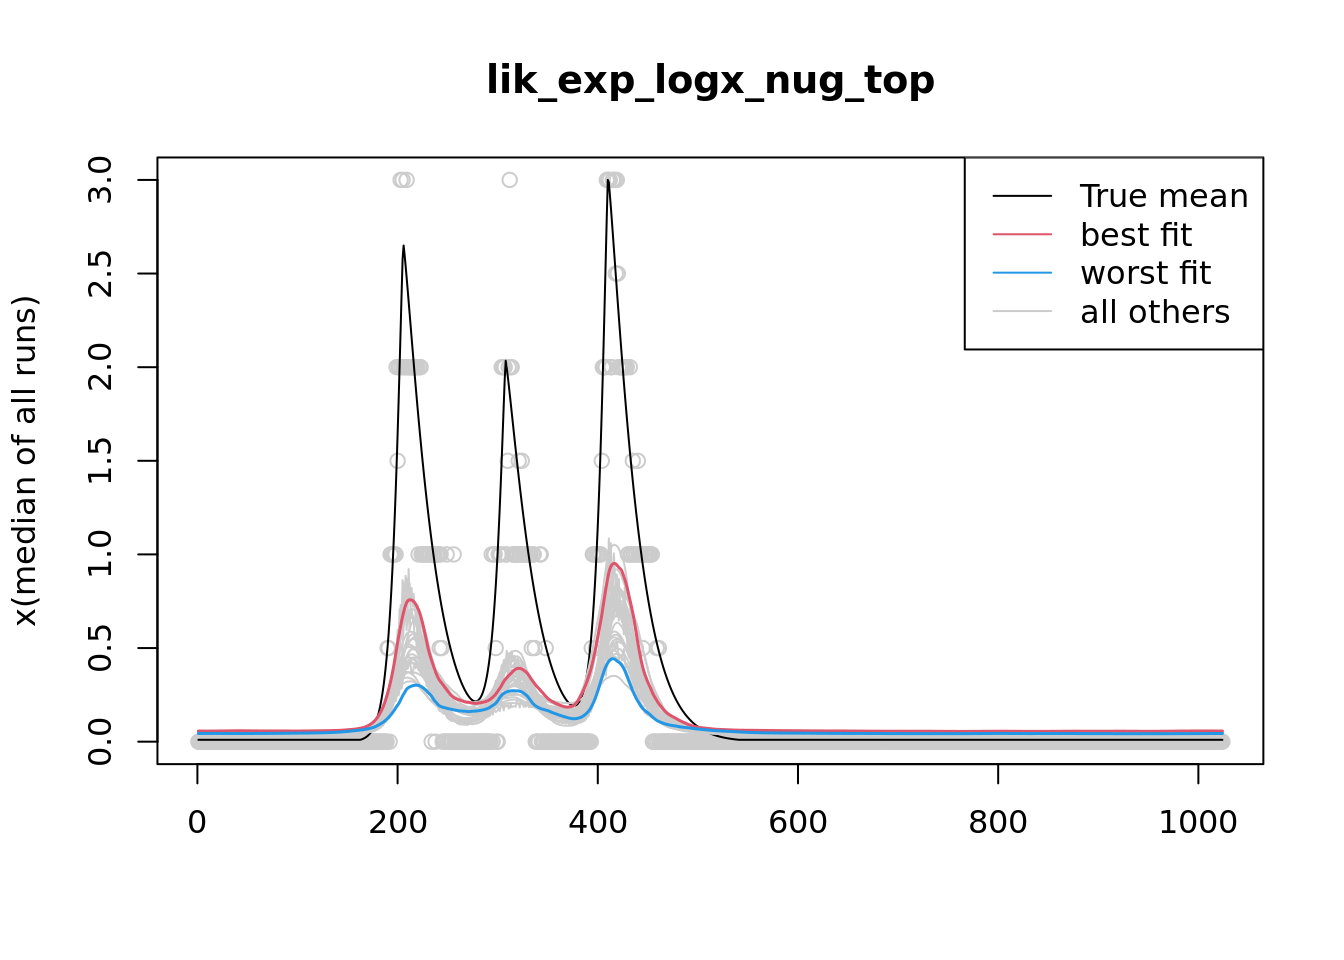 lik_exp_logx_nug_top
x(median of all runs)
3.0
2.5
2.0
1.5
1.0
0.5
0.0
True mean
best fit
worst fit
all others
0 200 400 600 800 1000